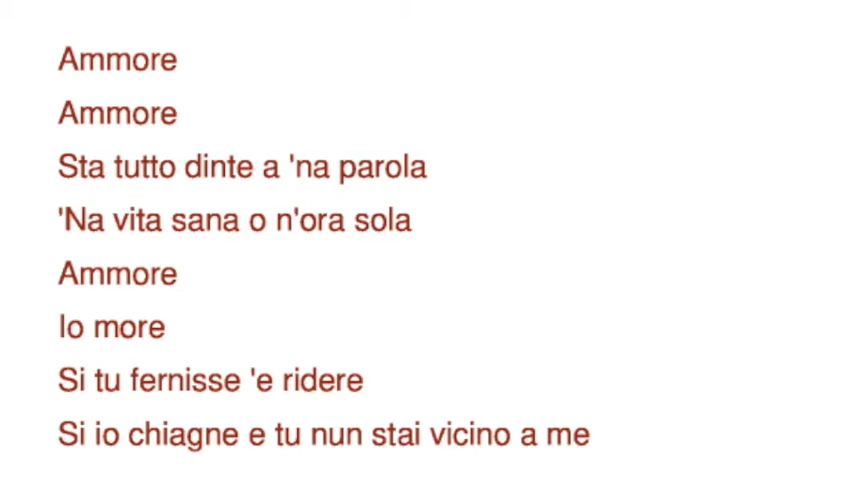 Ammore
Ammore
Sta tutto dinte a 'na parola
'Na vita sana o n'ora sola
Ammore
Io more
Si tu fernisse 'e ridere
Si io chiagne e tu nun stai vicino a me